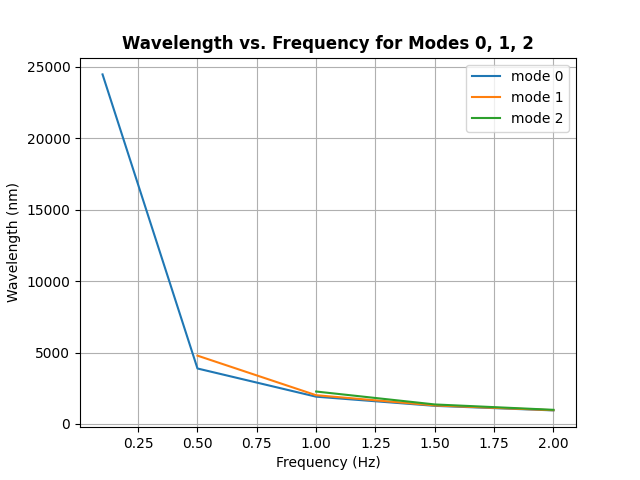 Wavelength vs. Frequency for Modes 0, 1, 2
mode 0
mode 1
mode 2
25000
20000
15000
10000
5000
0
Wavelength (nm)
0.25 0.50 0.75 1.00 1.25 1.50 1.75 2.00
Frequency (Hz)